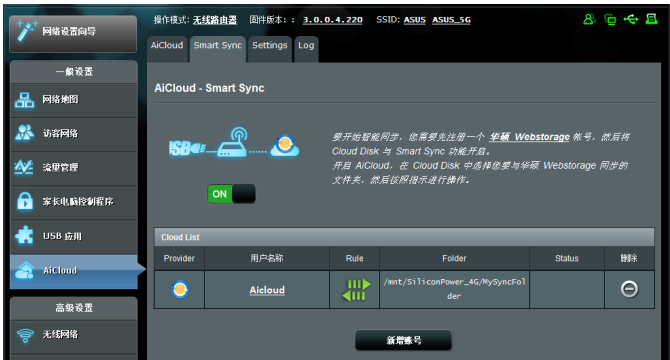 网络设置向导
操作模式: 无线路由器 固件版本: : 3.0.0.4.220 SSID: ASUS ASUS_5G
AiCloud Smart Sync Settings Log
一般设置
网络地图
访客网络
流量管理
家长电脑控制程序
USB 应用
AiCloud
高级设置
无线网络
AiCloud - Smart Sync
要开始智能同步, 您需要先注册一个 华硕 Webstorage 帐号, 然后将
Cloud Disk 与 Smart Sync 功能开启。
开启 AiCloud, 在 Cloud Disk 中选择您要与华硕 Webstorage 同步的
文件夹, 然后按照指示进行操作。
ON
Cloud List
Provider 用户名称 Rule Folder Status 删除
Aicloud /mnt/SiliconPower_4G/MySyncFol
der
新增账号